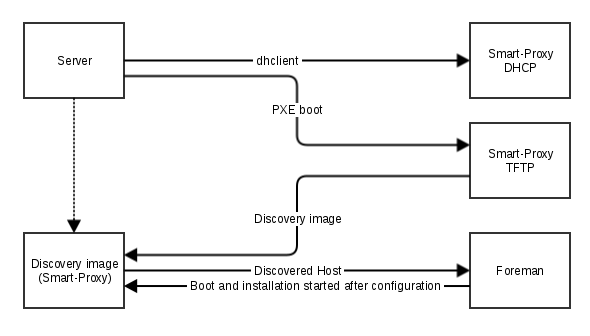 Server
dhclient
Smart-Proxy
DHCP
PXE boot
Smart-Proxy
TFTP
Discovery image
Discovery image
(Smart-Proxy)
Discovered Host
Boot and installation started after configuration
Foreman